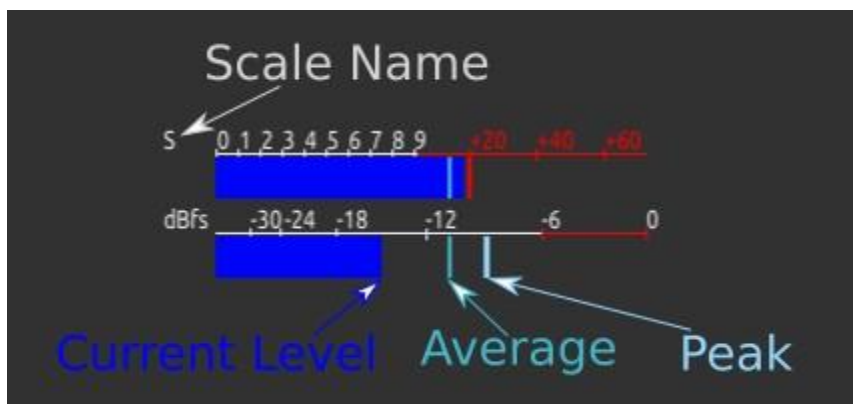 Scale Name
S 0 1 2 3 4 5 6 7 8 9 +20 +40 +60
dBfs -30 -24 -18 -12 -6 0
Current Level Average Peak